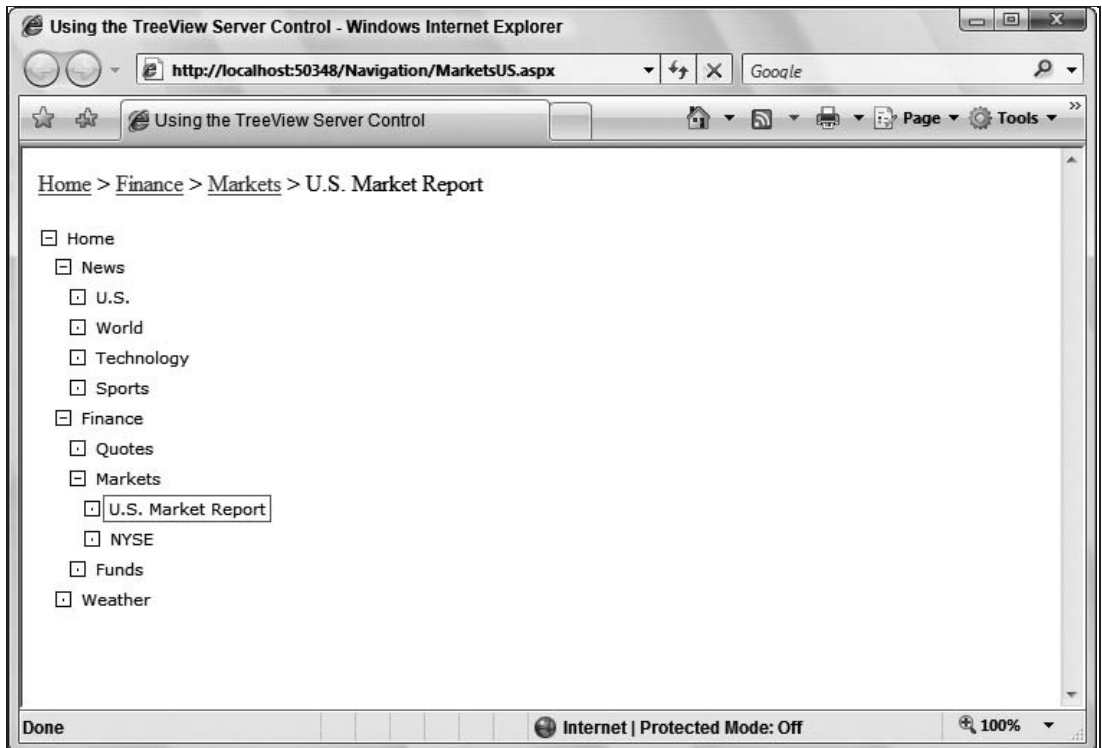 Using the TreeView Server Control - Windows Internet Explorer
http://localhost:50348/Navigation/MarketsUS.aspx Google
Using the TreeView Server Control Page Tools
Home > Finance > Markets > U.S. Market Report
Home
News
U.S.
World
Technology
Sports
Finance
Quotes
Markets
U.S. Market Report
NYSE
Funds
Weather
Done Internet | Protected Mode: Off 100%